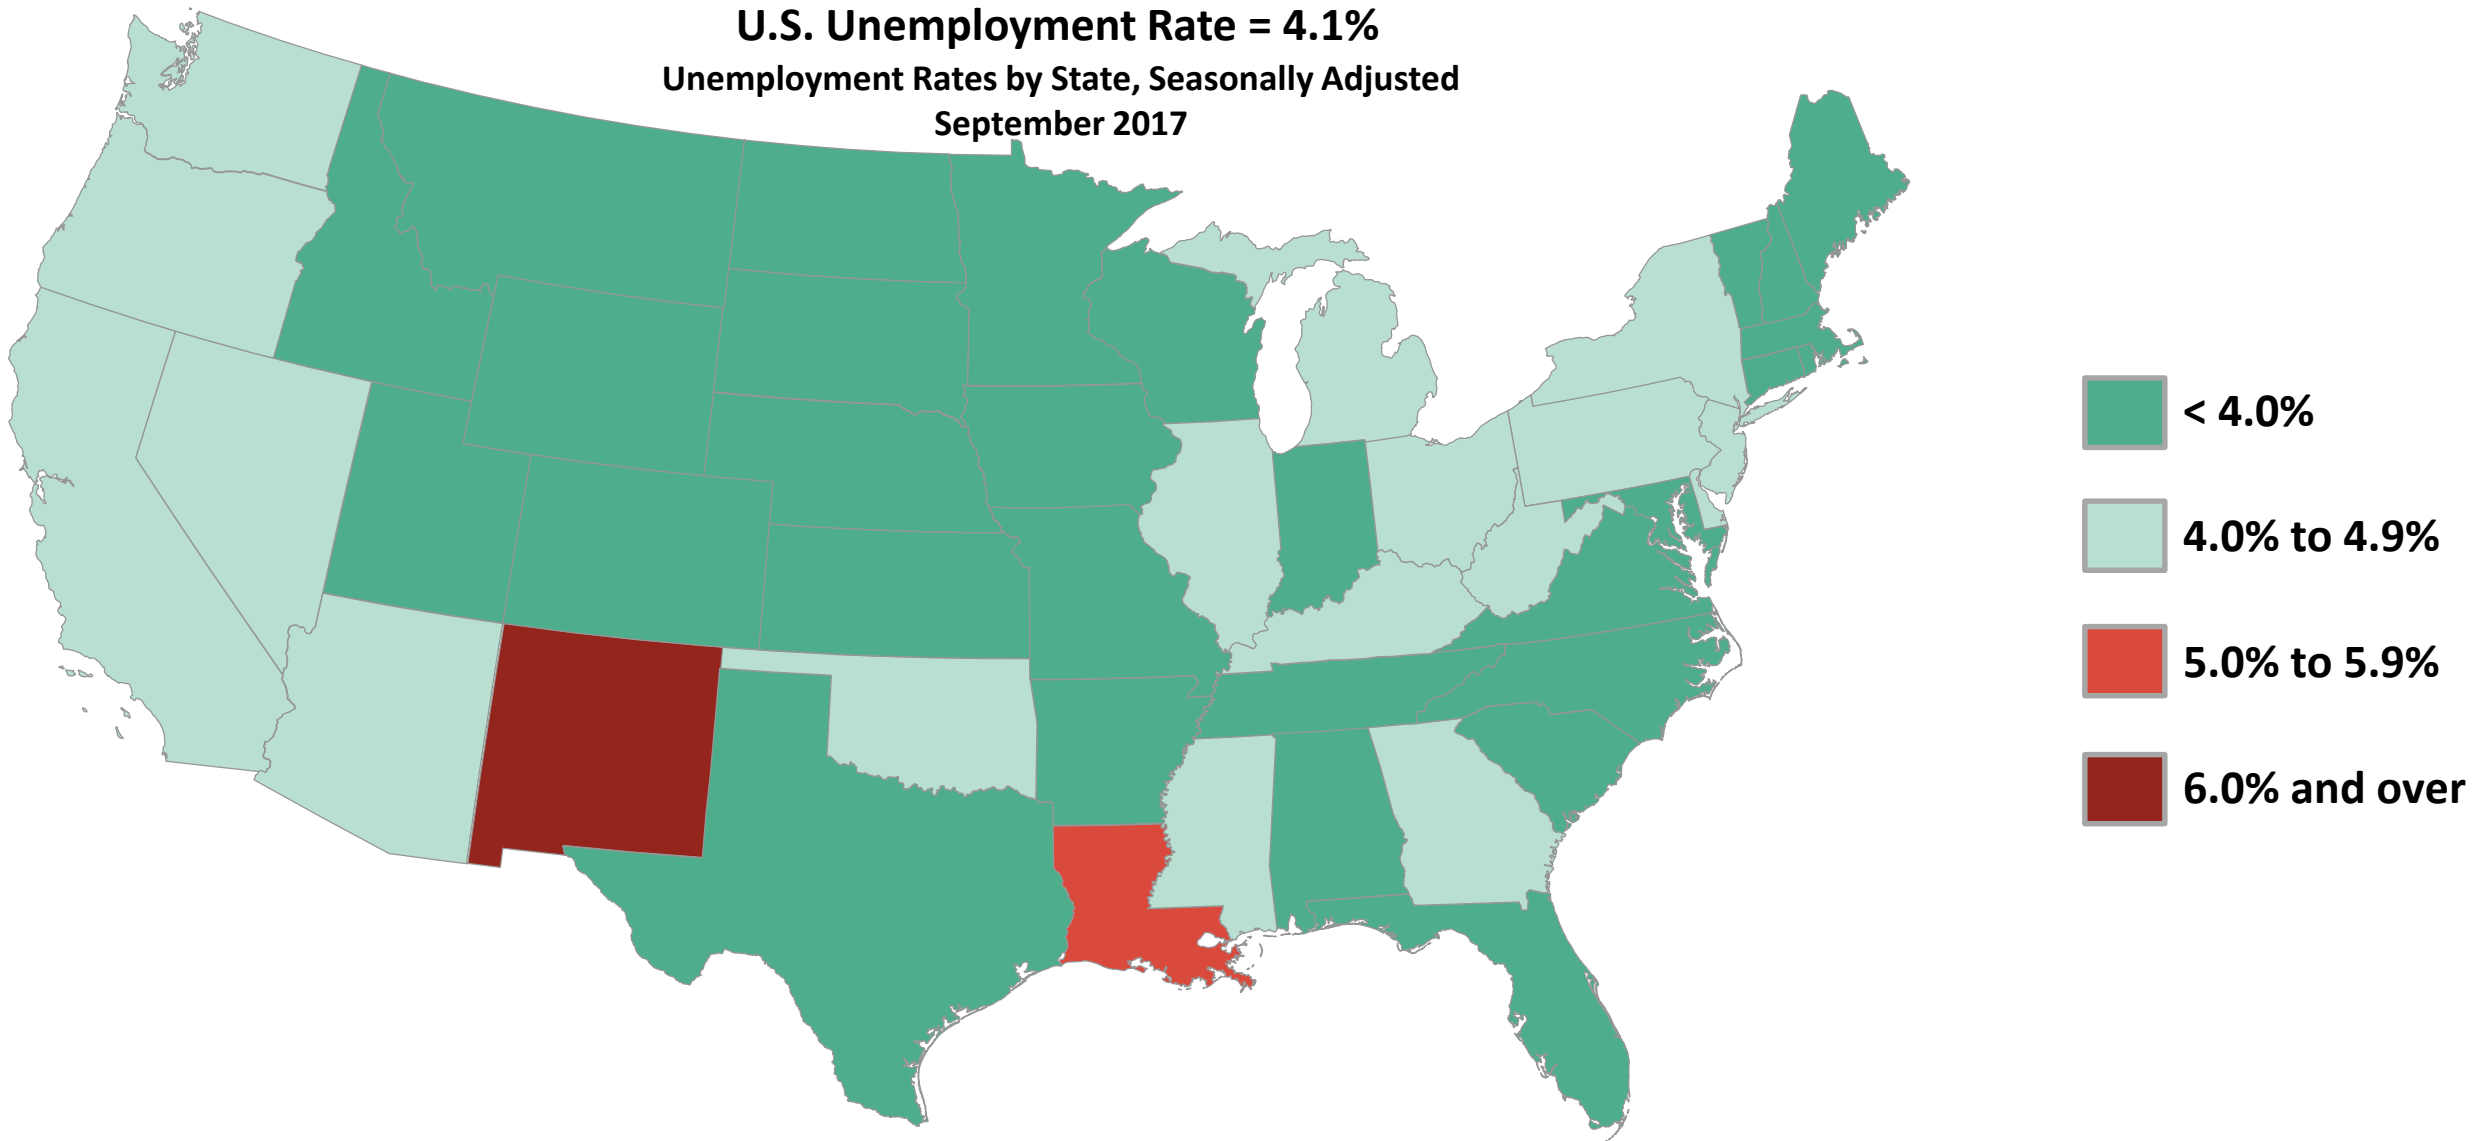 U.S. Unemployment Rate = 4.1%
Unemployment Rates by State, Seasonally Adjusted
September 2017
< 4.0%
4.0% to 4.9%
5.0% to 5.9%
6.0% and over